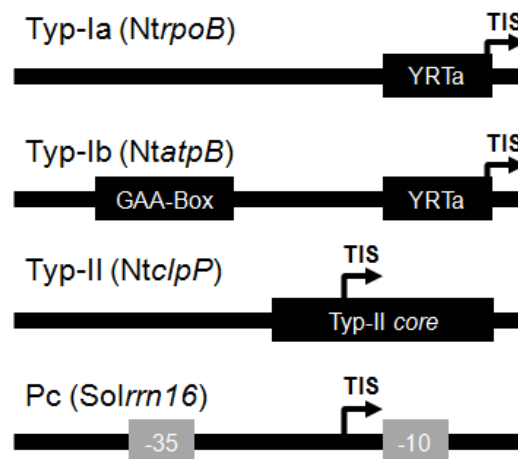 Typ-Ia (NtrpoB)
TIS
YRTa
Typ-Ib (NtatpB)
TIS
GAA-Box
YRTa
Typ-II (NtclpP)
TIS
Typ-II core
Pc (Solrrn16)
TIS
-35
-10